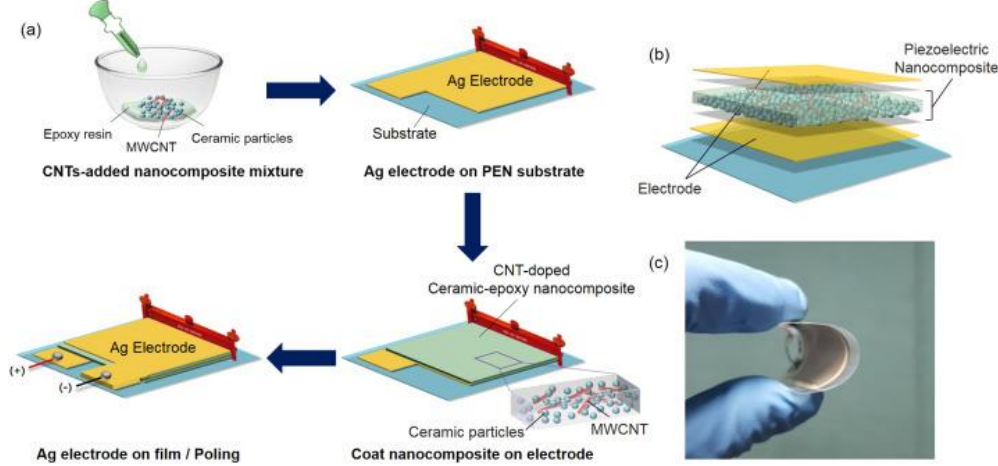 (a)
Epoxy resin
MWCNT
Ceramic particles
CNTs-added nanocomposite mixture
Ag Electrode
Substrate
Ag electrode on PEN substrate
(b)
Piezoelectric
Nanocomposite
Electrode
CNT-doped
Ceramic-epoxy nanocomposite
Ceramic particles
MWCNT
Coat nanocomposite on electrode
Ag Electrode
(+)
(-)
Ag electrode on film / Poling
(c)